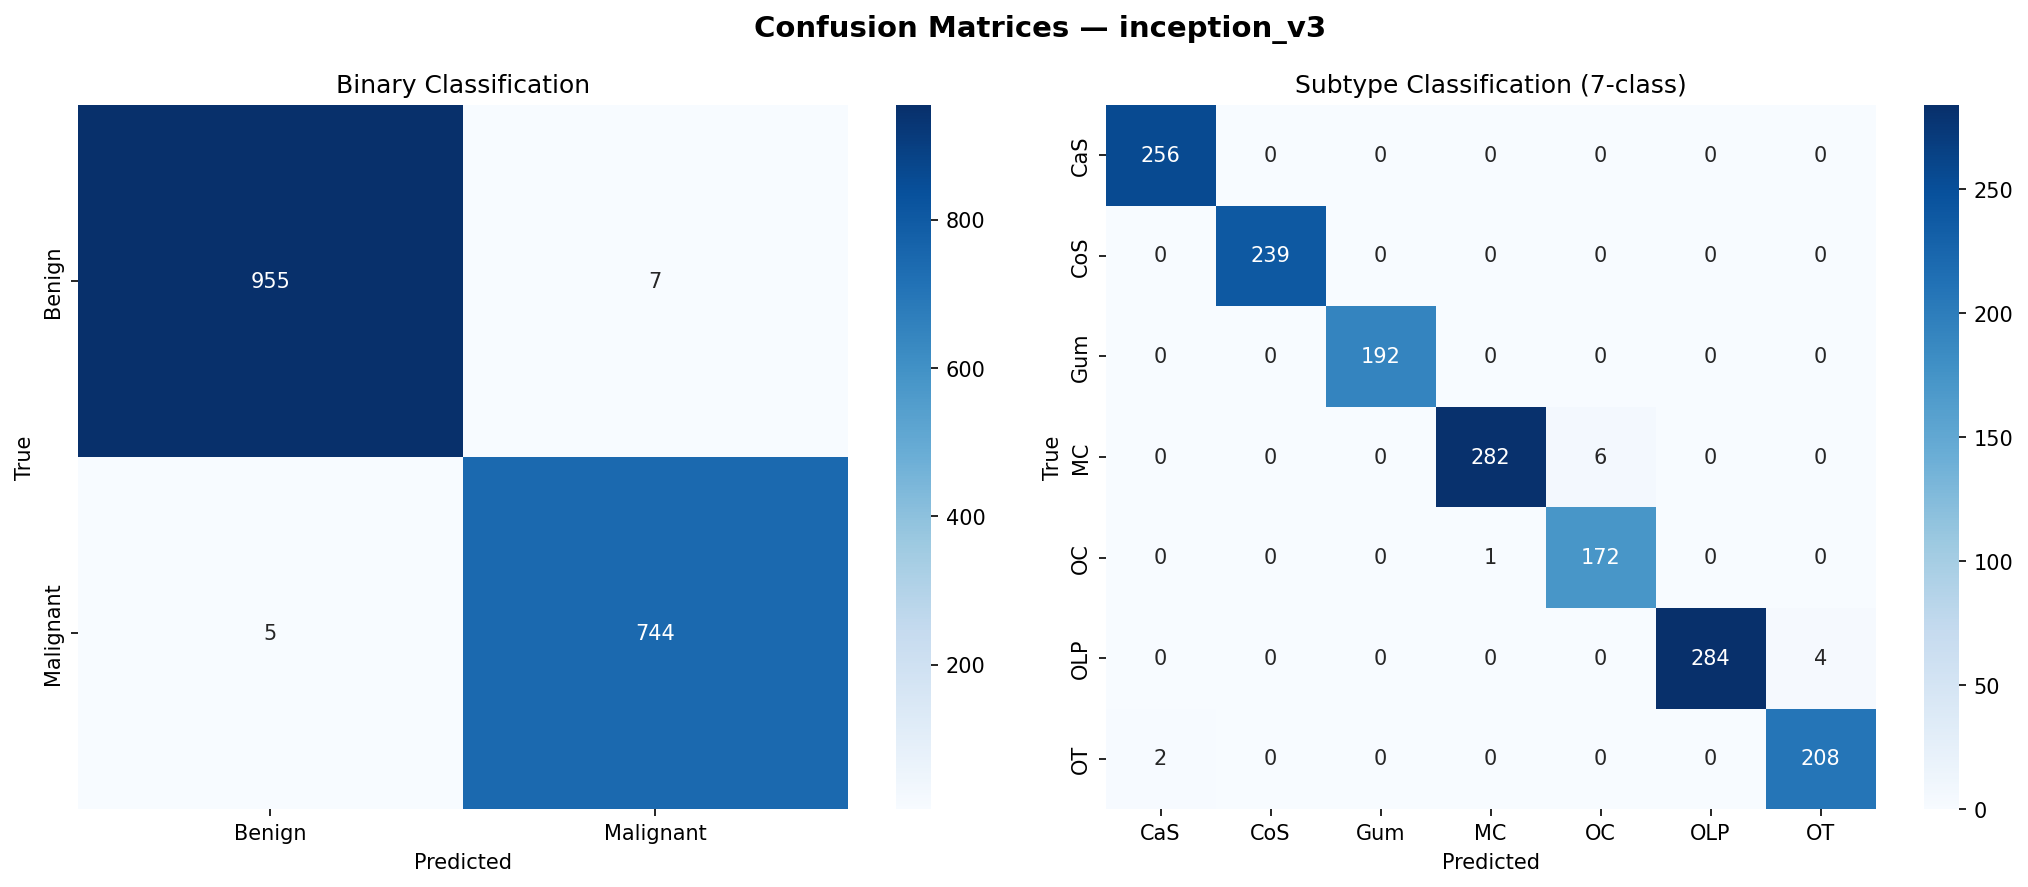 Confusion Matrices — inception_v3
Binary Classification
True
Benign
Malignant
955 7
5 744
Benign Malignant
Predicted
800
600
400
200
Subtype Classification (7-class)
True
CaS 256 0 0 0 0 0 0
CoS 0 239 0 0 0 0 0
Gum 0 0 192 0 0 0 0
MC 0 0 0 282 6 0 0
OC 0 0 0 1 172 0 0
OLP 0 0 0 0 0 284 4
OT 2 0 0 0 0 0 208
CaS CoS Gum MC OC OLP OT
Predicted
250
200
150
100
50
0